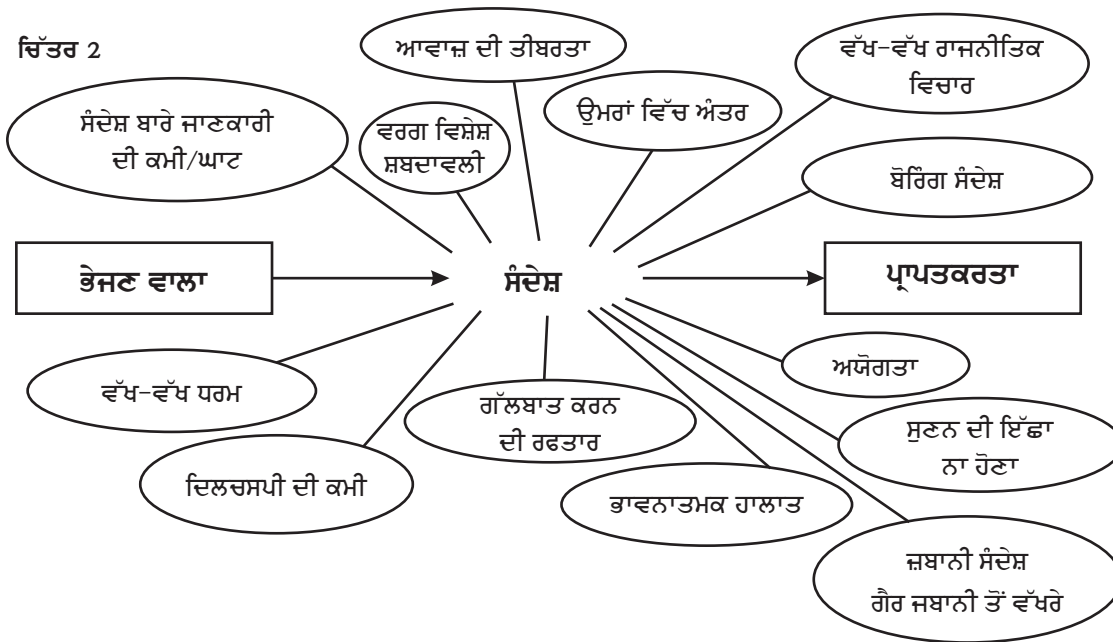 ਚਿੱਤਰ 2
ਆਵਾਜ਼ ਦੀ ਤੀਬਰਤਾ
ਵੱਖ-ਵੱਖ ਰਾਜਨੀਤਿਕ
ਵਿਚਾਰ
ਸੰਦੇਸ਼ ਬਾਰੇ ਜਾਣਕਾਰੀ
ਦੀ ਕਮੀ/ਘਾਟ
ਵਰਗ ਵਿਸ਼ੇਸ਼
ਸ਼ਬਦਾਵਲੀ
ਉਮਰਾਂ ਵਿੱਚ ਅੰਤਰ
ਬੋਰਿੰਗ ਸੰਦੇਸ਼
ਭੇਜਣ ਵਾਲਾ
ਸੰਦੇਸ਼
ਪ੍ਰਾਪਤਕਰਤਾ
ਵੱਖ-ਵੱਖ ਧਰਮ
ਗੱਲਬਾਤ ਕਰਨ
ਦੀ ਰਫਤਾਰ
ਅਯੋਗਤਾ
ਸੁਣਨ ਦੀ ਇੱਛਾ
ਨਾ ਹੋਣਾ
ਦਿਲਚਸਪੀ ਦੀ ਕਮੀ
ਭਾਵਨਾਤਮਕ ਹਾਲਾਤ
ਜ਼ਬਾਨੀ ਸੰਦੇਸ਼
ਗੈਰ ਜਬਾਨੀ ਤੋਂ ਵੱਖਰੇ